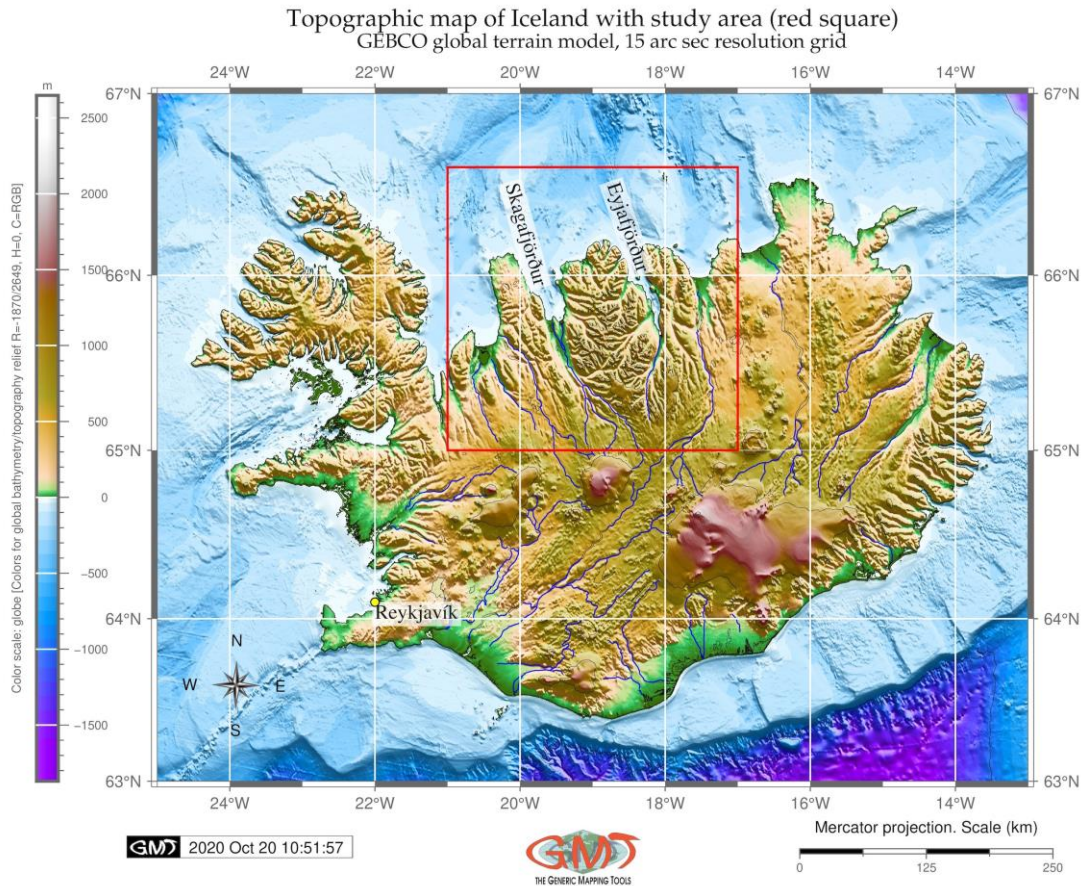 Topographic map of Iceland with study area (red square)
GEBCO global terrain model, 15 arc sec resolution grid
24°W 22°W 20°W 18°W 16°W 14°W
m
67°N 67°N
2500
2000
1500
1000
500
0
−500
−1000
−1500
Color scale: globe [Colors for global bathymetry/topography relief R=-1870/2649, H=0, C=RGB]
Skagafjörður
Eyjafjörður
66°N 66°N
65°N 65°N
Reykjavík
64°N 64°N
N
W E
S
63°N 63°N
24°W 22°W 20°W 18°W 16°W 14°W
GMT 2020 Oct 20 10:51:57
GMT
THE GENERIC MAPPING TOOLS
Mercator projection. Scale (km)
0 125 250